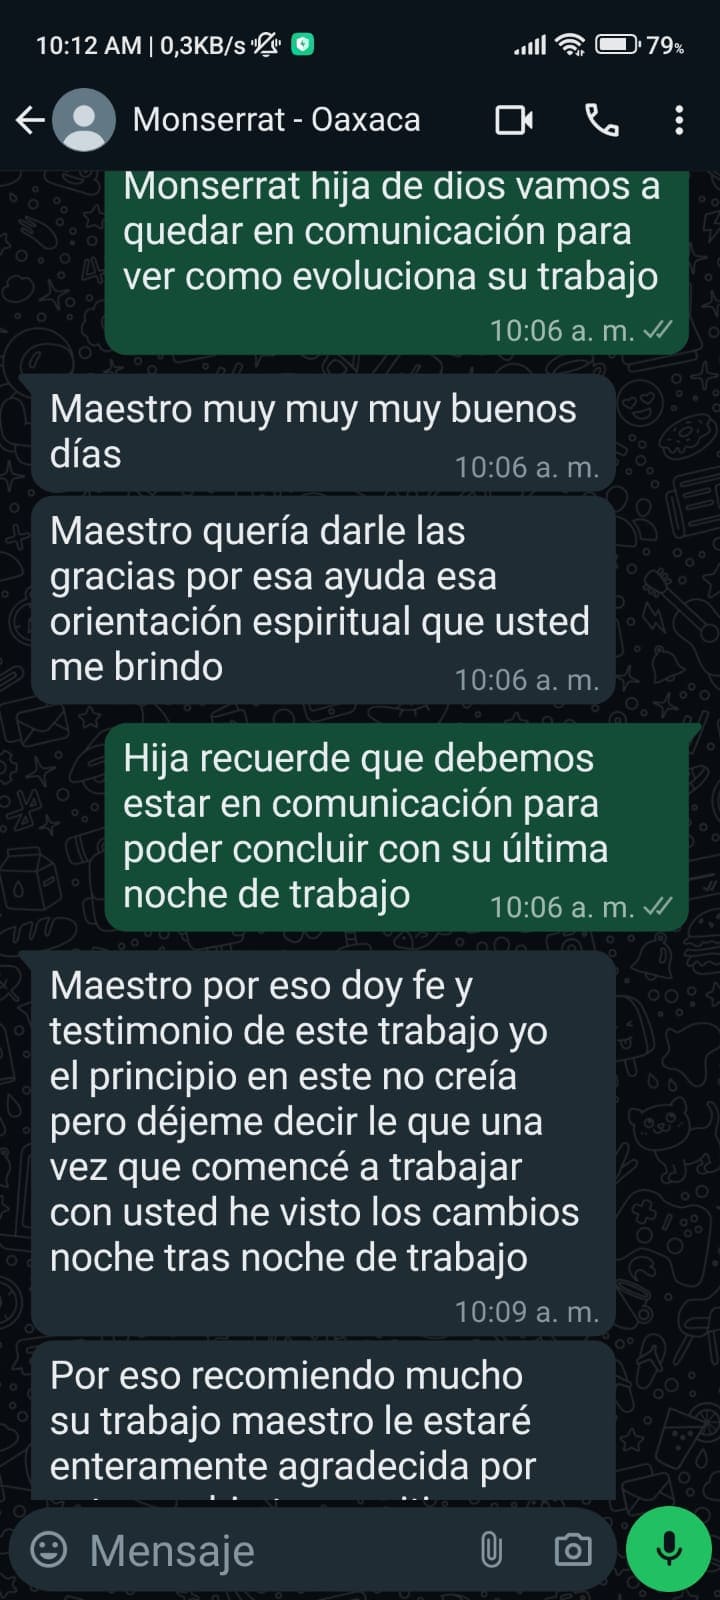 10:12 AM | 0,3KB/s
79%
Monserrat - Oaxaca
Monserrat hija de dios vamos a
quedar en comunicación para
ver como evoluciona su trabajo
10:06 a. m.
Maestro muy muy muy buenos
días
10:06 a. m.
Maestro quería darle las
gracias por esa ayuda esa
orientación espiritual que usted
me brindo
10:06 a. m.
Hija recuerde que debemos
estar en comunicación para
poder concluir con su última
noche de trabajo
10:06 a. m.
Maestro por eso doy fe y
testimonio de este trabajo yo
el principio en este no creía
pero déjeme decir le que una
vez que comencé a trabajar
con usted he visto los cambios
noche tras noche de trabajo
10:09 a. m.
Por eso recomiendo mucho
su trabajo maestro le estaré
enteramente agradecida por
Mensaje